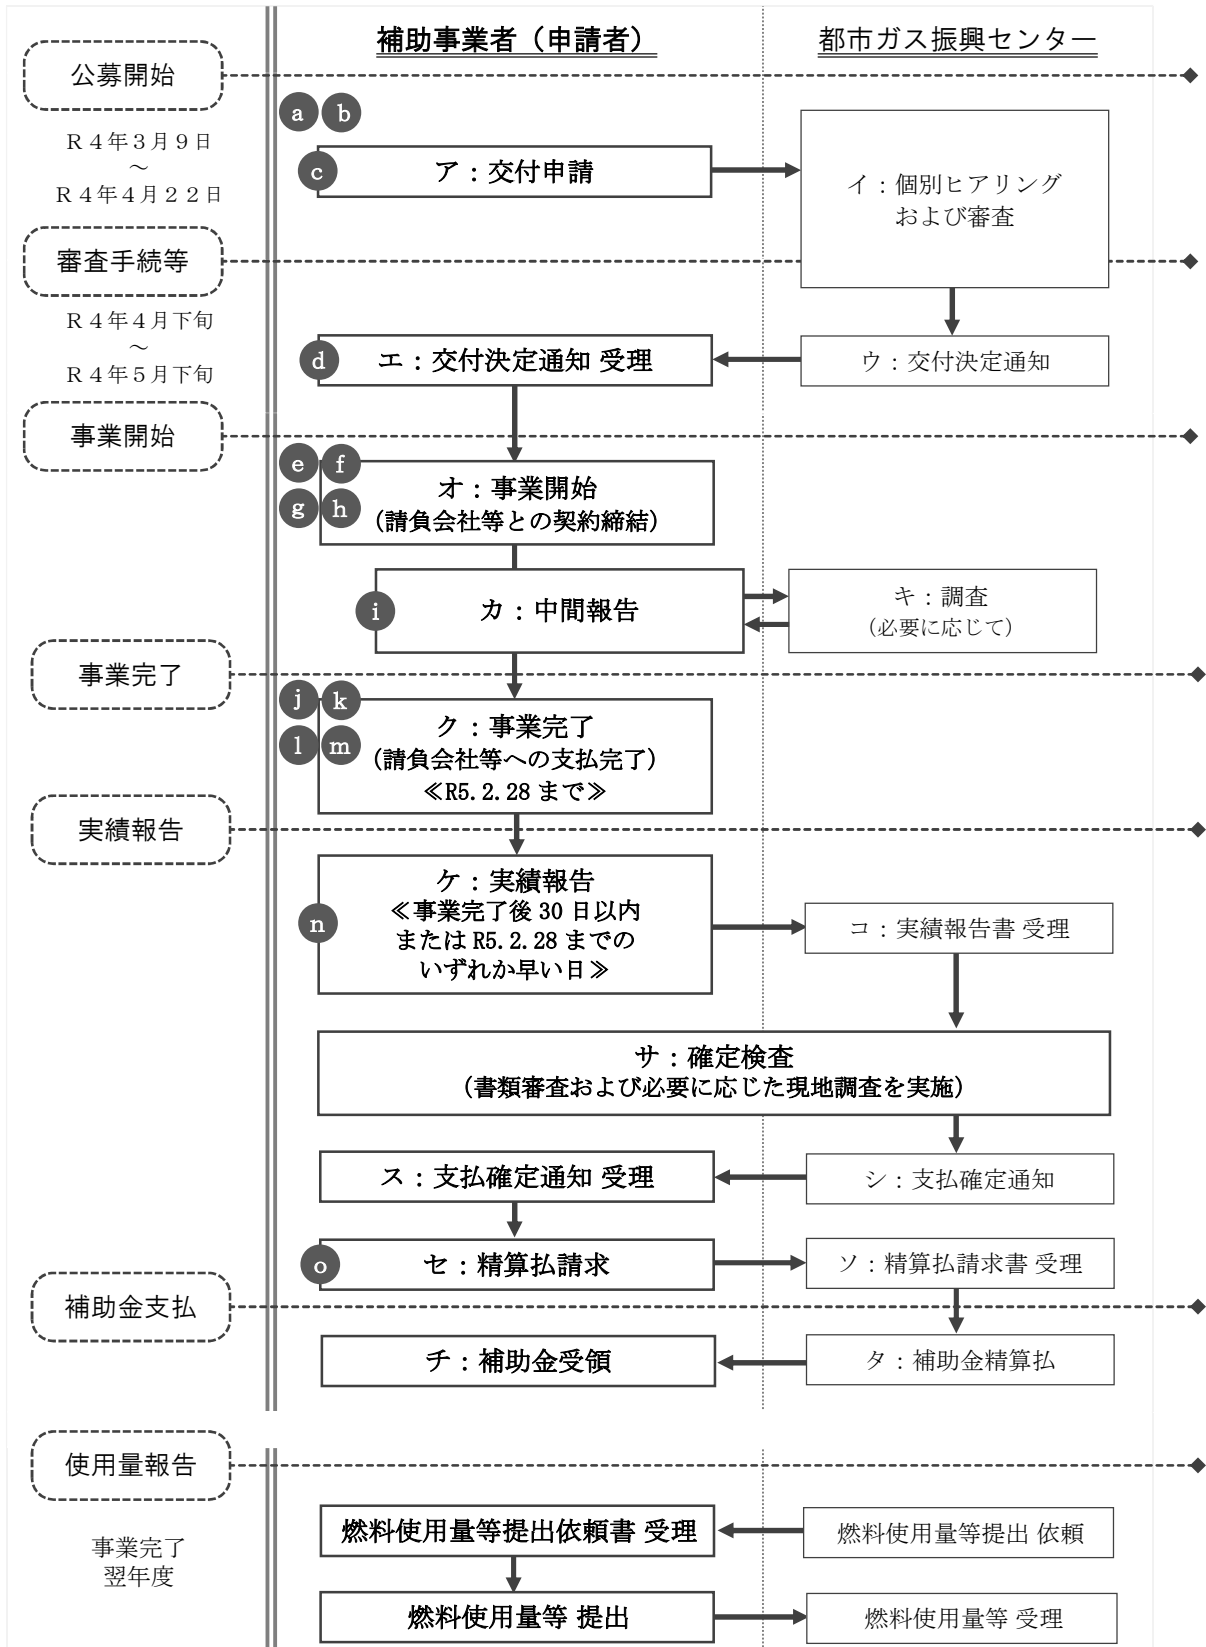 補助事業者（申請者）
都市ガス振興センター
公募開始
a
b
R４年３月９日
～
R４年４月２２日
c
ア：交付申請
イ：個別ヒアリング
および審査
審査手続等
R４年４月下旬
～
R４年５月下旬
d
エ：交付決定通知 受理
ウ：交付決定通知
事業開始
e
f
g
h
オ：事業開始
（請負会社等との契約締結）
i
カ：中間報告
キ：調査
（必要に応じて）
事業完了
j
k
l
m
ク：事業完了
（請負会社等への支払完了）
≪R5.2.28 まで≫
実績報告
n
ケ：実績報告
≪事業完了後 30 日以内
または R5.2.28 までの
いずれか早い日≫
コ：実績報告書 受理
サ：確定検査
（書類審査および必要に応じた現地調査を実施）
ス：支払確定通知 受理
シ：支払確定通知
o
セ：精算払請求
ソ：精算払請求書 受理
補助金支払
チ：補助金受領
タ：補助金精算払
使用量報告
事業完了
翌年度
燃料使用量等提出依頼書 受理
燃料使用量等提出 依頼
燃料使用量等 提出
燃料使用量等 受理